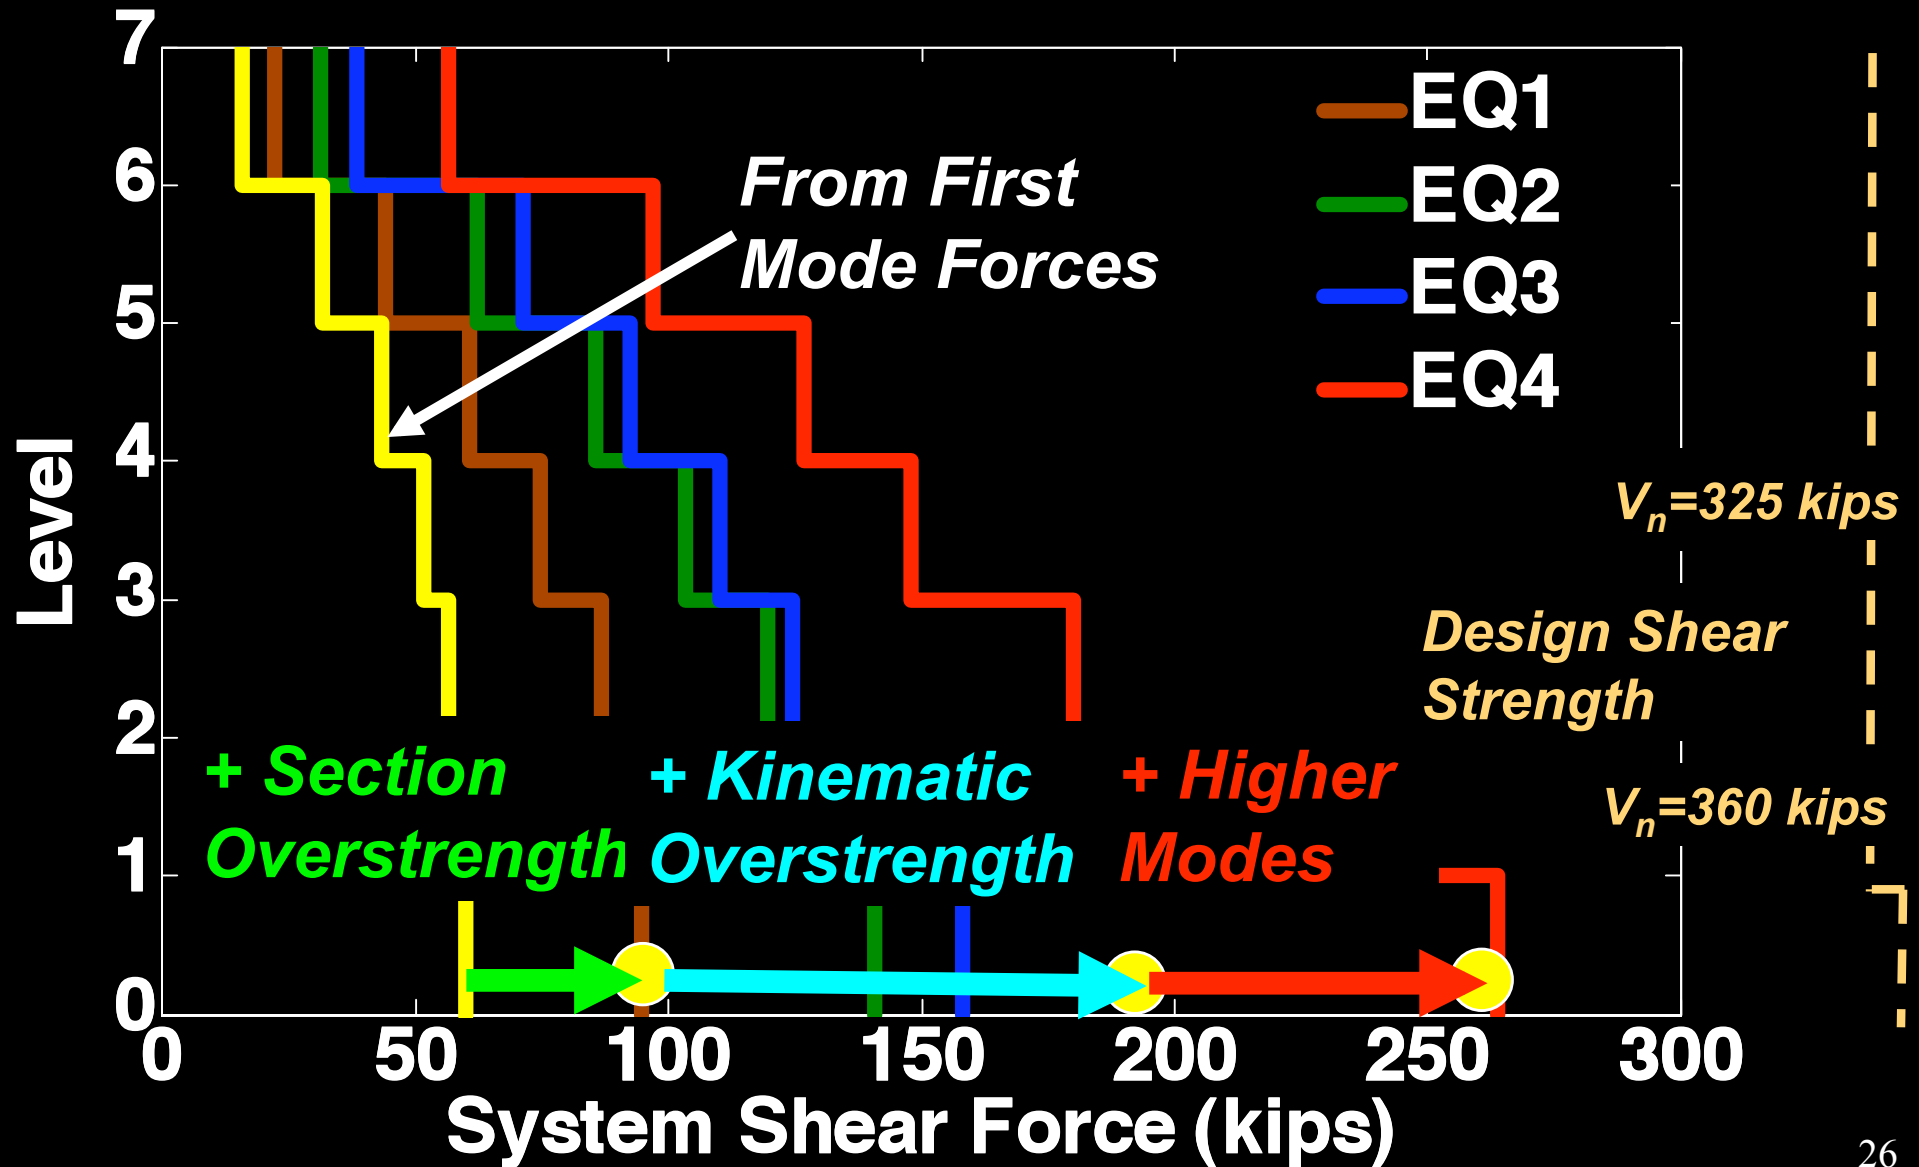 7
6
5
4
3
2
1
0
Level
From First
Mode Forces
EQ1
EQ2
EQ3
EQ4
Vn=325 kips
Design Shear
Strength
Vn=360 kips
+ Section
Overstrength
+ Kinematic
Overstrength
+ Higher
Modes
0 50 100 150 200 250 300
System Shear Force (kips)
26